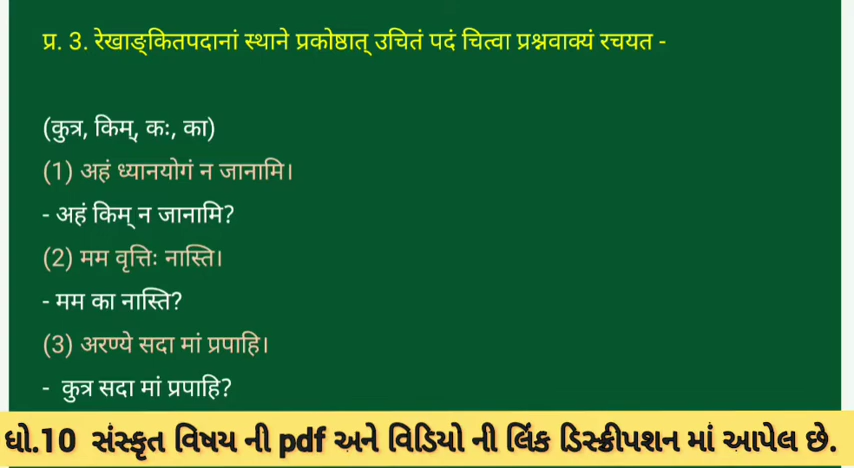 प्र. 3. रेखाङ्कितपदानां स्थाने प्रकोष्ठात् उचितं पदं चित्वा प्रश्नवाक्यं रचयत -
(कुत्र, किम्, कः, का)
(1) अहं ध्यानयोगं न जानामि।
- अहं किम् न जानामि?
(2) मम वृत्तिः नास्ति।
- मम का नास्ति?
(3) अरण्ये सदा मां प्रपाहि।
- कुत्र सदा मां प्रपाहि?
ધો.10 સંસ્કૃત વિષય ની pdf અને વિડિયો ની લિંક ડિસ્ક્રીપશન માં આપેલ છે.